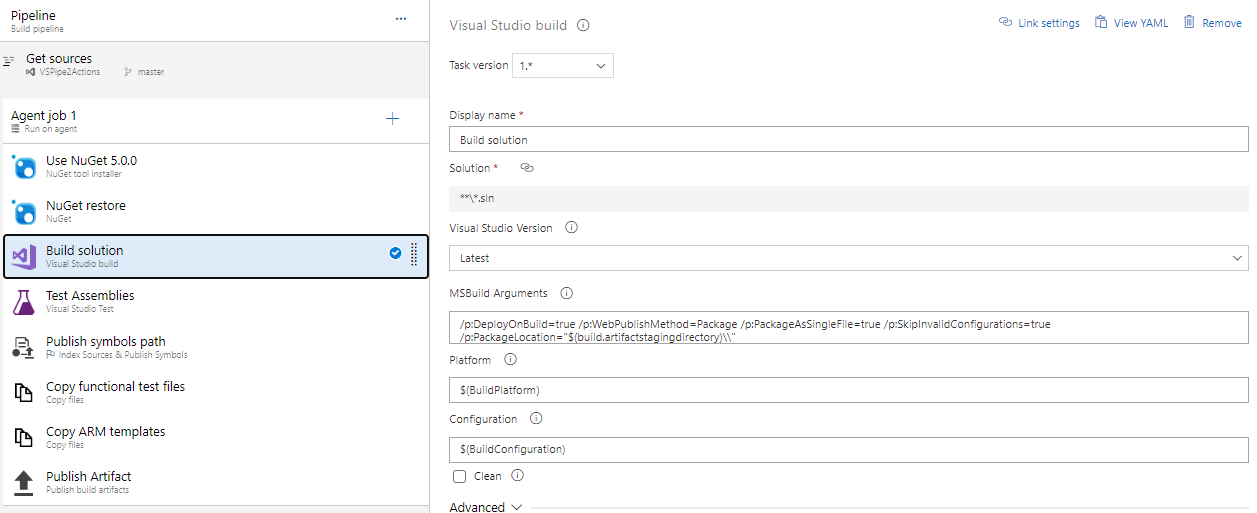 Pipeline
Build pipeline
...
Get sources
VSPipe2Actions master
Agent job 1
Run on agent
Use NuGet 5.0.0
NuGet tool installer
NuGet restore
NuGet
Build solution
Visual Studio build
Test Assemblies
Visual Studio Test
Publish symbols path
Index Sources & Publish Symbols
Copy functional test files
Copy files
Copy ARM templates
Copy files
Publish Artifact
Publish build artifacts
Visual Studio build
Link settings View YAML Remove
Task version 1.*
Display name *
Build solution
Solution *
**\*.sln
Visual Studio Version
Latest
MSBuild Arguments
/p:DeployOnBuild=true /p:WebPublishMethod=Package /p:PackageAsSingleFile=true /p:SkipInvalidConfigurations=true
/p:PackageLocation="$(build.artifactstagingdirectory)\\"
Platform
$(BuildPlatform)
Configuration
$(BuildConfiguration)
Clean
Advanced